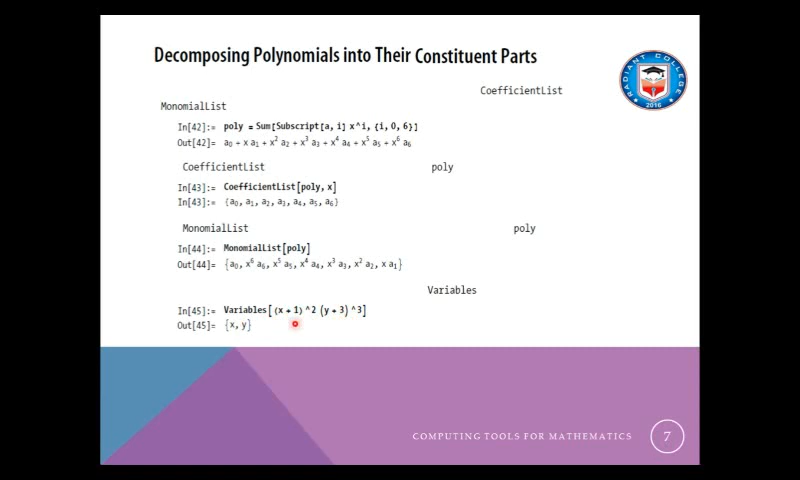 Decomposing Polynomials into Their Constituent Parts
RADIANT COLLEGE
2016
CoefficientList
MonomialList
In[42]:= poly = Sum[Subscript[a, i] x^i, {i, 0, 6}]
Out[42]= a₀ + x a₁ + x² a₂ + x³ a₃ + x⁴ a₄ + x⁵ a₅ + x⁶ a₆
CoefficientList poly
In[43]:= CoefficientList[poly, x]
In[43]:= {a₀, a₁, a₂, a₃, a₄, a₅, a₆}
MonomialList poly
In[44]:= MonomialList[poly]
Out[44]= {a₀, x⁶ a₆, x⁵ a₅, x⁴ a₄, x³ a₃, x² a₂, x a₁}
Variables
In[45]:= Variables[(x + 1)^2 (y + 3)^3]
Out[45]= {x, y}
COMPUTING TOOLS FOR MATHEMATICS 7